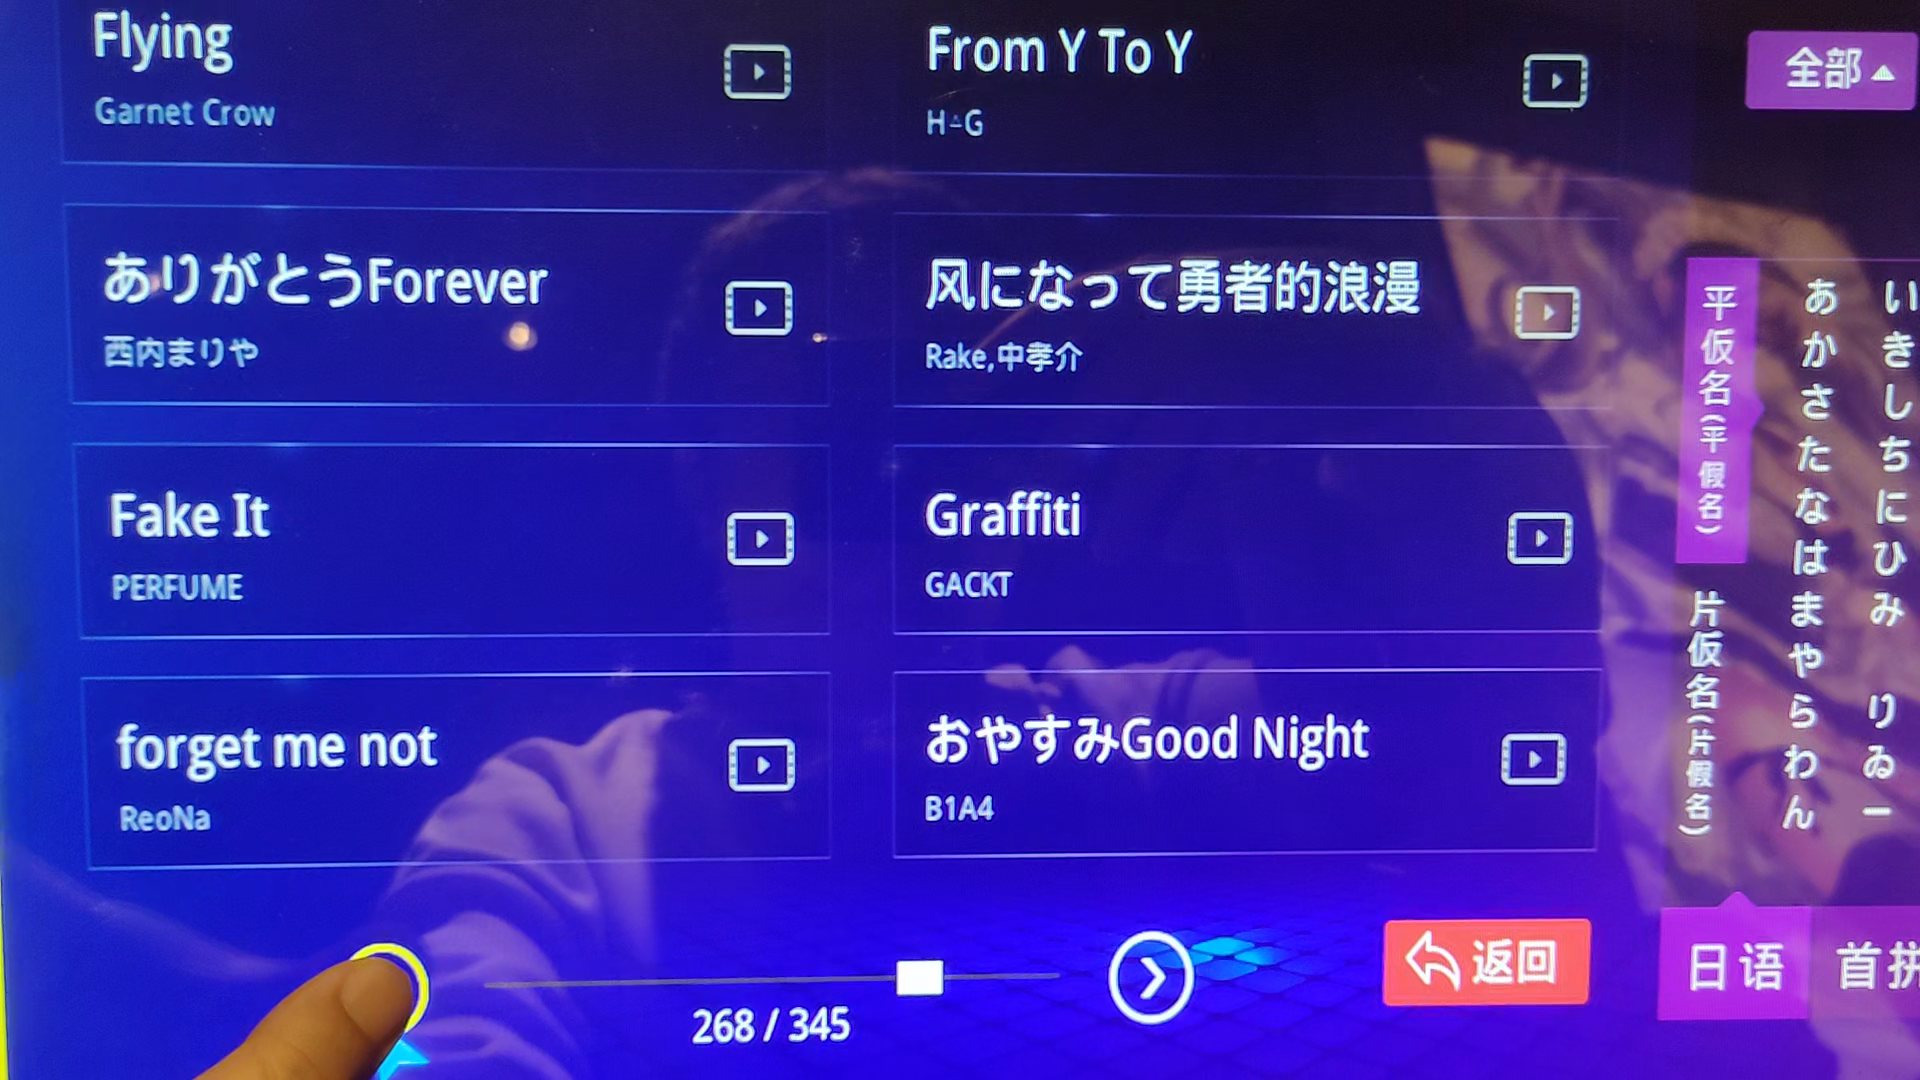 Flying
Garnet Crow
From Y To Y
H△G
ありがとうForever
西内まりや
风になって勇者的浪漫
Rake,中孝介
Fake It
PERFUME
Graffiti
GACKT
forget me not
ReoNa
おやすみGood Night
B1A4
268 / 345
返回
全部
平仮名(平假名)
片仮名(片假名)
あかさたなはまやらわん
いきしちにひみ りゐー
日语
首拼